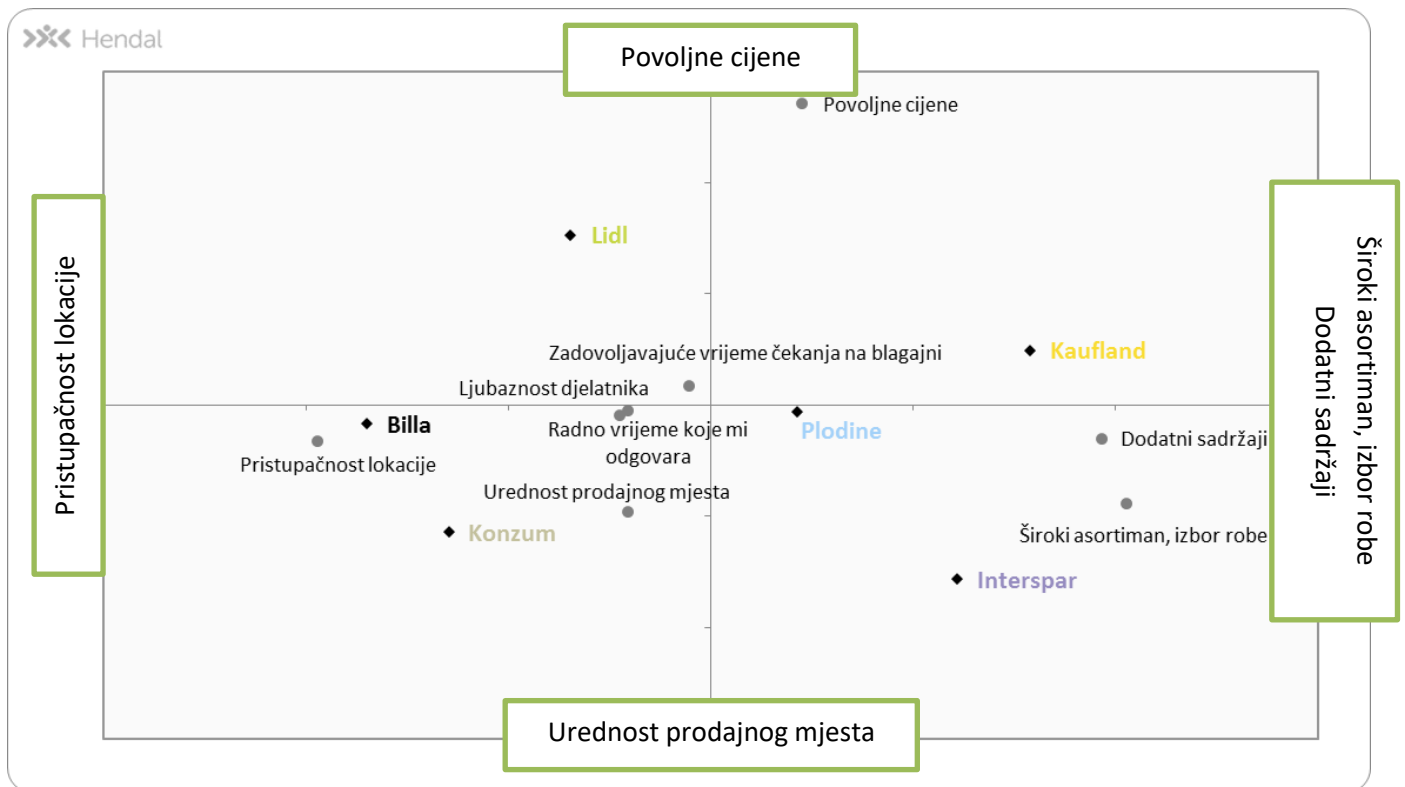 Hendal
Povoljne cijene
Povoljne cijene
Lidl
Pristupačnost lokacije
Široki asortiman, izbor robe
Dodatni sadržaji
Zadovoljavajuće vrijeme čekanja na blagajni
Kaufland
Ljubaznost djelatnika
Billa
Radno vrijeme koje mi
odgovara
Plodine
Dodatni sadržaji
Pristupačnost lokacije
Urednost prodajnog mjesta
Konzum
Široki asortiman, izbor robe
Interspar
Urednost prodajnog mjesta